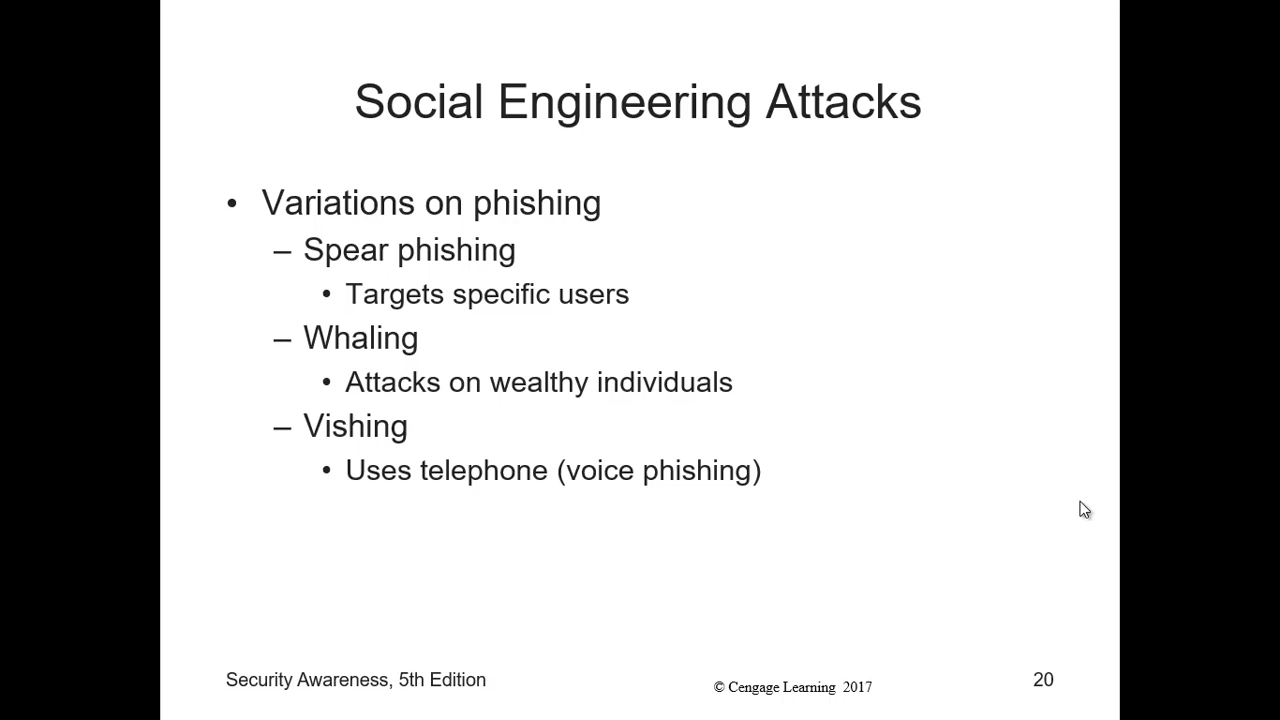 Social Engineering Attacks
• Variations on phishing
– Spear phishing
• Targets specific users
– Whaling
• Attacks on wealthy individuals
– Vishing
• Uses telephone (voice phishing)
Security Awareness, 5th Edition
© Cengage Learning 2017
20